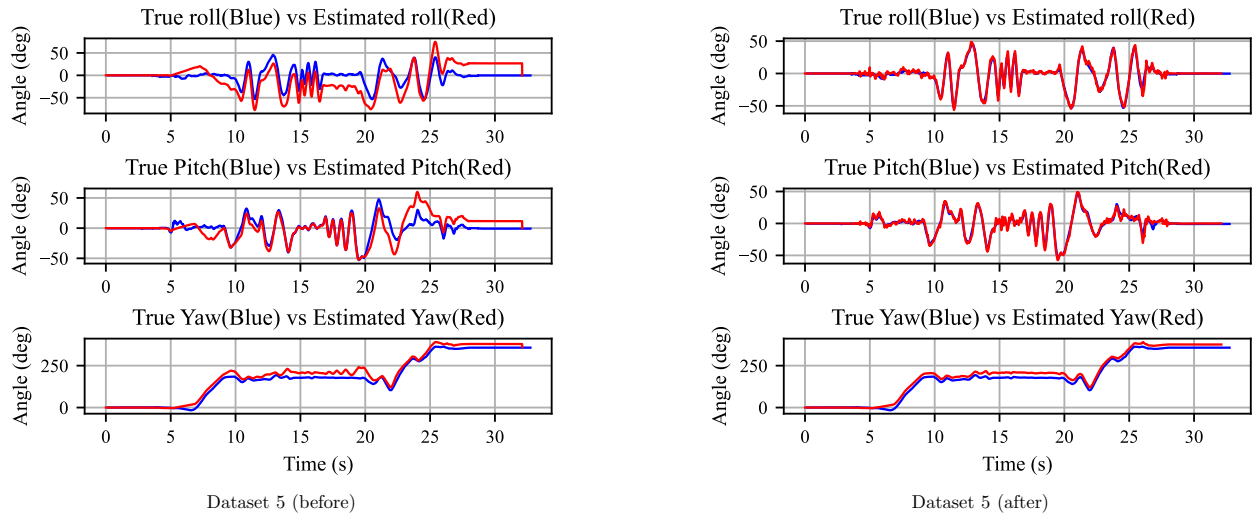 True roll(Blue) vs Estimated roll(Red)
50
0
−50
Angle (deg)
0 5 10 15 20 25 30
True Pitch(Blue) vs Estimated Pitch(Red)
50
0
−50
Angle (deg)
0 5 10 15 20 25 30
True Yaw(Blue) vs Estimated Yaw(Red)
250
0
Angle (deg)
0 5 10 15 20 25 30
Time (s)
Dataset 5 (before)
True roll(Blue) vs Estimated roll(Red)
50
0
−50
Angle (deg)
0 5 10 15 20 25 30
True Pitch(Blue) vs Estimated Pitch(Red)
50
0
−50
Angle (deg)
0 5 10 15 20 25 30
True Yaw(Blue) vs Estimated Yaw(Red)
250
0
Angle (deg)
0 5 10 15 20 25 30
Time (s)
Dataset 5 (after)